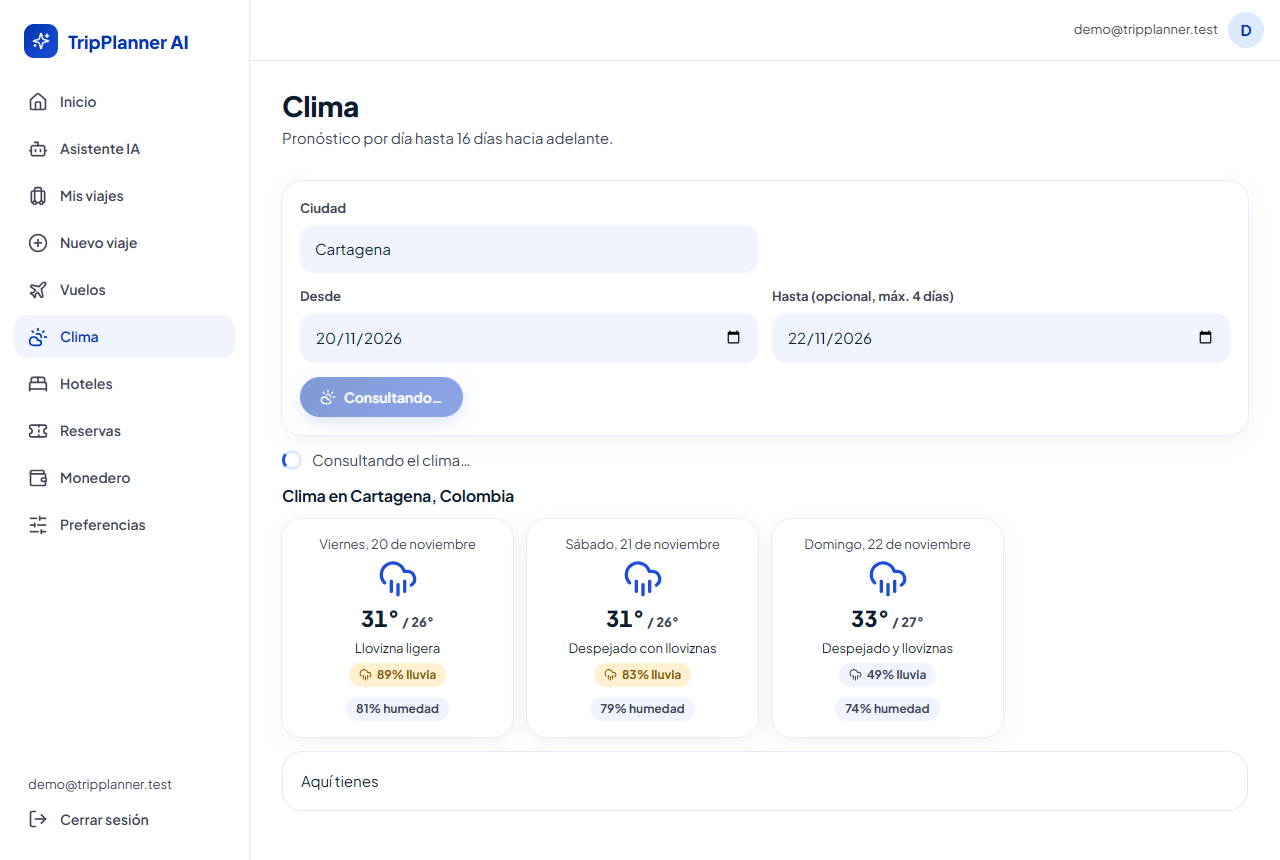 TripPlanner AI
Inicio
Asistente IA
Mis viajes
Nuevo viaje
Vuelos
Clima
Hoteles
Reservas
Monedero
Preferencias
demo@tripplanner.test
Cerrar sesión
demo@tripplanner.test
D
Clima
Pronóstico por día hasta 16 días hacia adelante.
Ciudad
Cartagena
Desde
Hasta (opcional, máx. 4 días)
20/11/2026
22/11/2026
Consultando…
Consultando el clima…
Clima en Cartagena, Colombia
Viernes, 20 de noviembre
31° / 26°
Llovizna ligera
89% lluvia
81% humedad
Sábado, 21 de noviembre
31° / 26°
Despejado con lloviznas
83% lluvia
79% humedad
Domingo, 22 de noviembre
33° / 27°
Despejado y lloviznas
49% lluvia
74% humedad
Aquí tienes